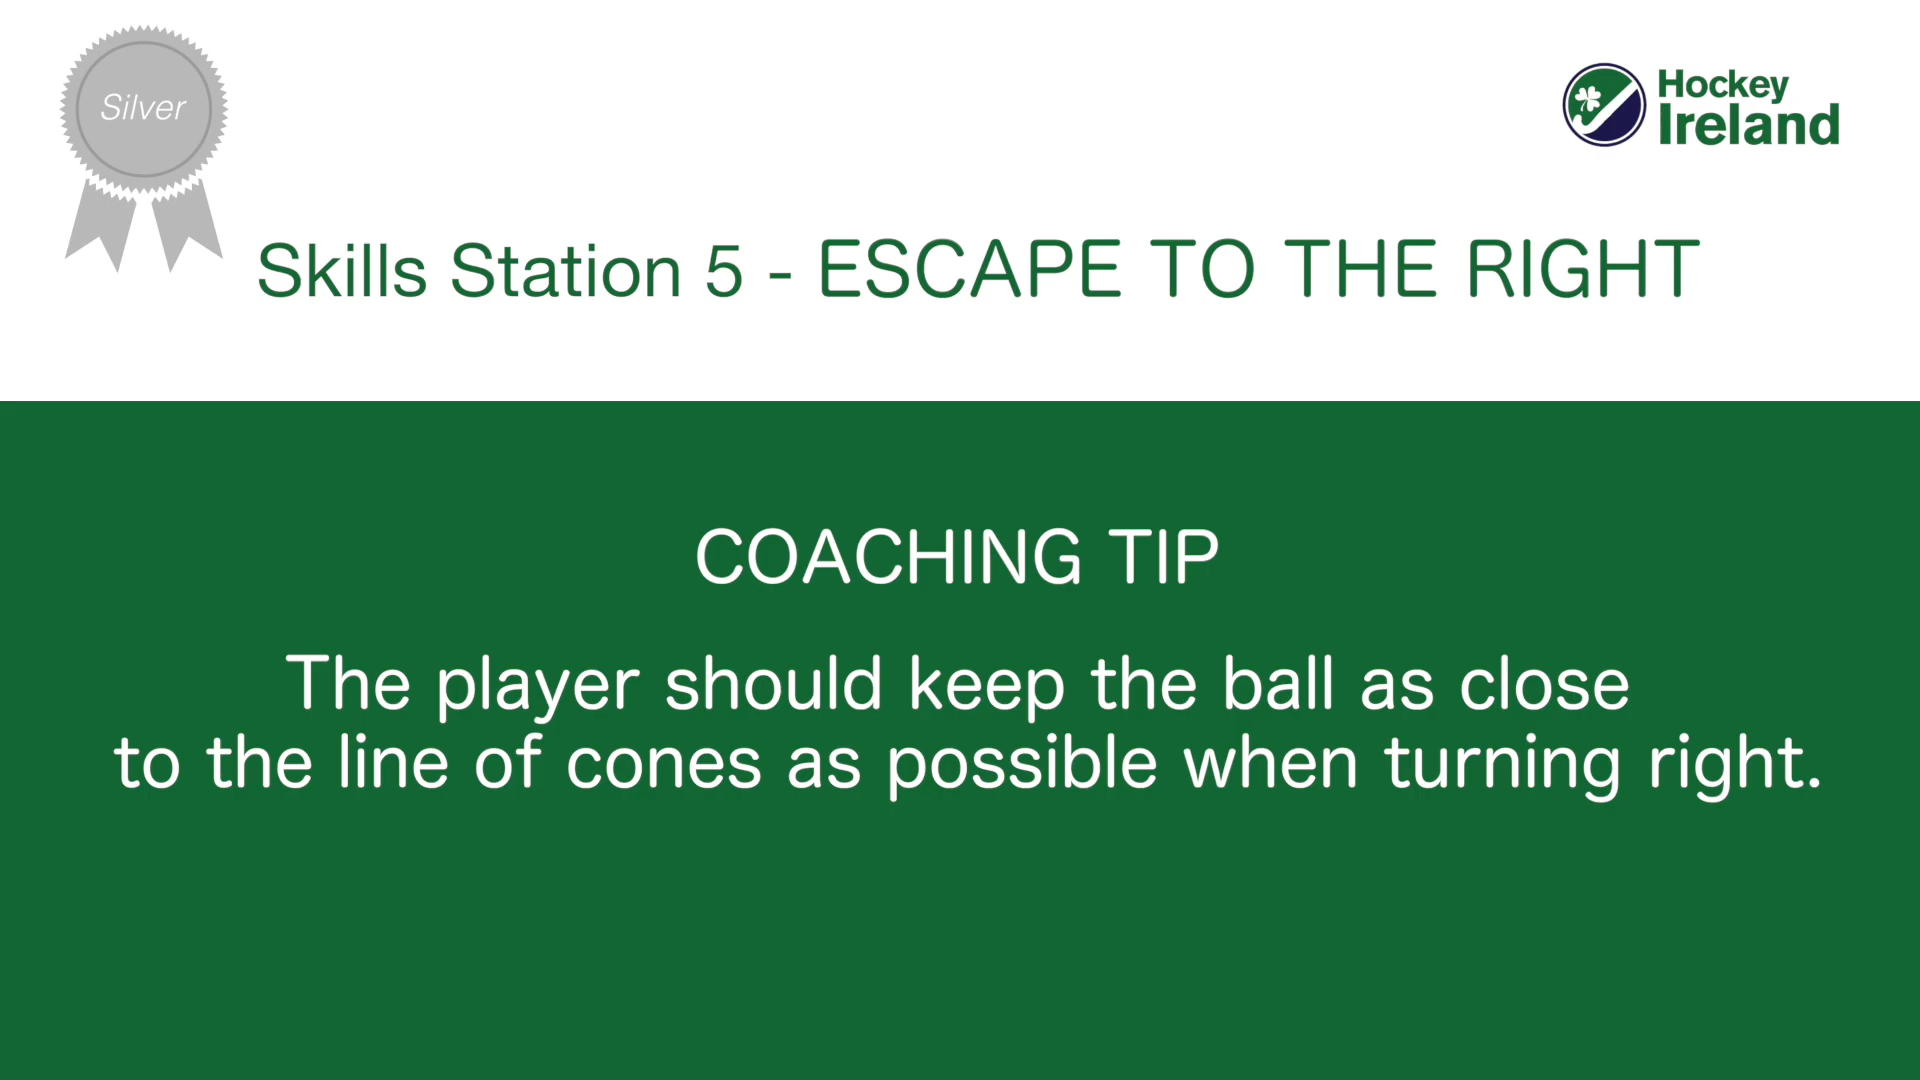 Silver
Hockey
Ireland
Skills Station 5 - ESCAPE TO THE RIGHT
COACHING TIP
The player should keep the ball as close
to the line of cones as possible when turning right.